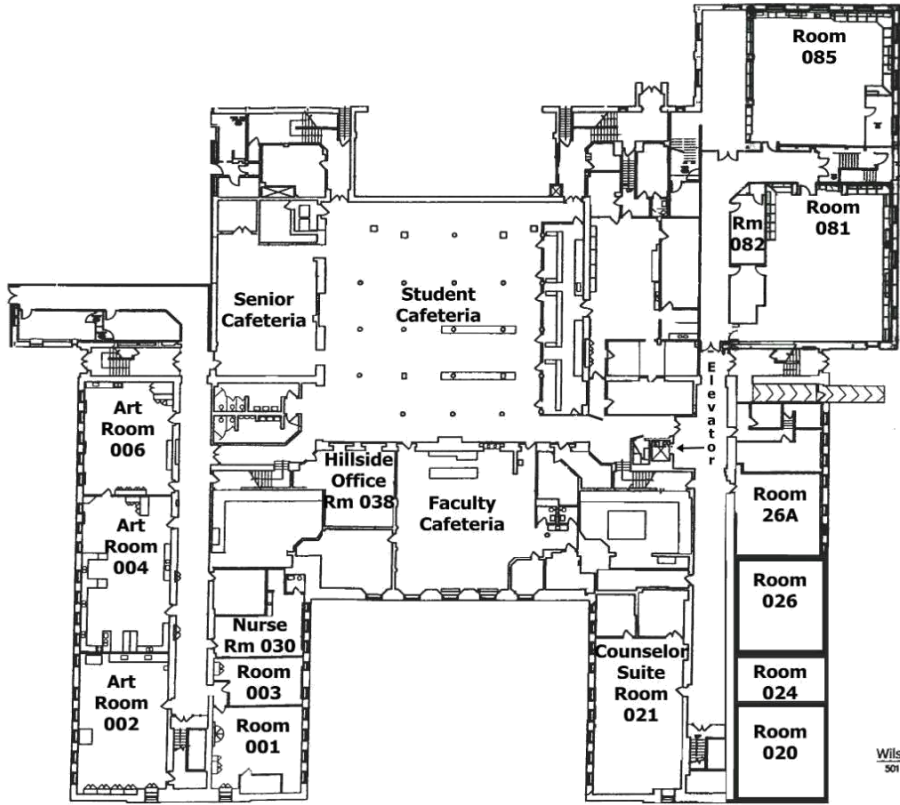 Room
085
Room
081
Rm
082
Senior
Cafeteria
Student
Cafeteria
Elevator
Art
Room
006
Hillside
Office
Rm 038
Faculty
Cafeteria
Room
26A
Art
Room
004
Room
026
Nurse
Rm 030
Counselor
Suite
Room
021
Room
003
Room
024
Art
Room
002
Room
001
Room
020
Wils
501